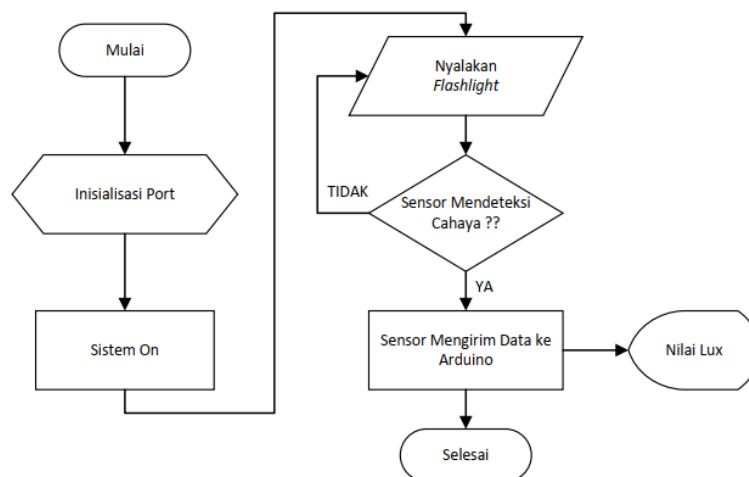 Mulai
Inisialisasi Port
Sistem On
Nyalakan
Flashlight
TIDAK
Sensor Mendeteksi
Cahaya ??
YA
Sensor Mengirim Data ke
Arduino
Nilai Lux
Selesai